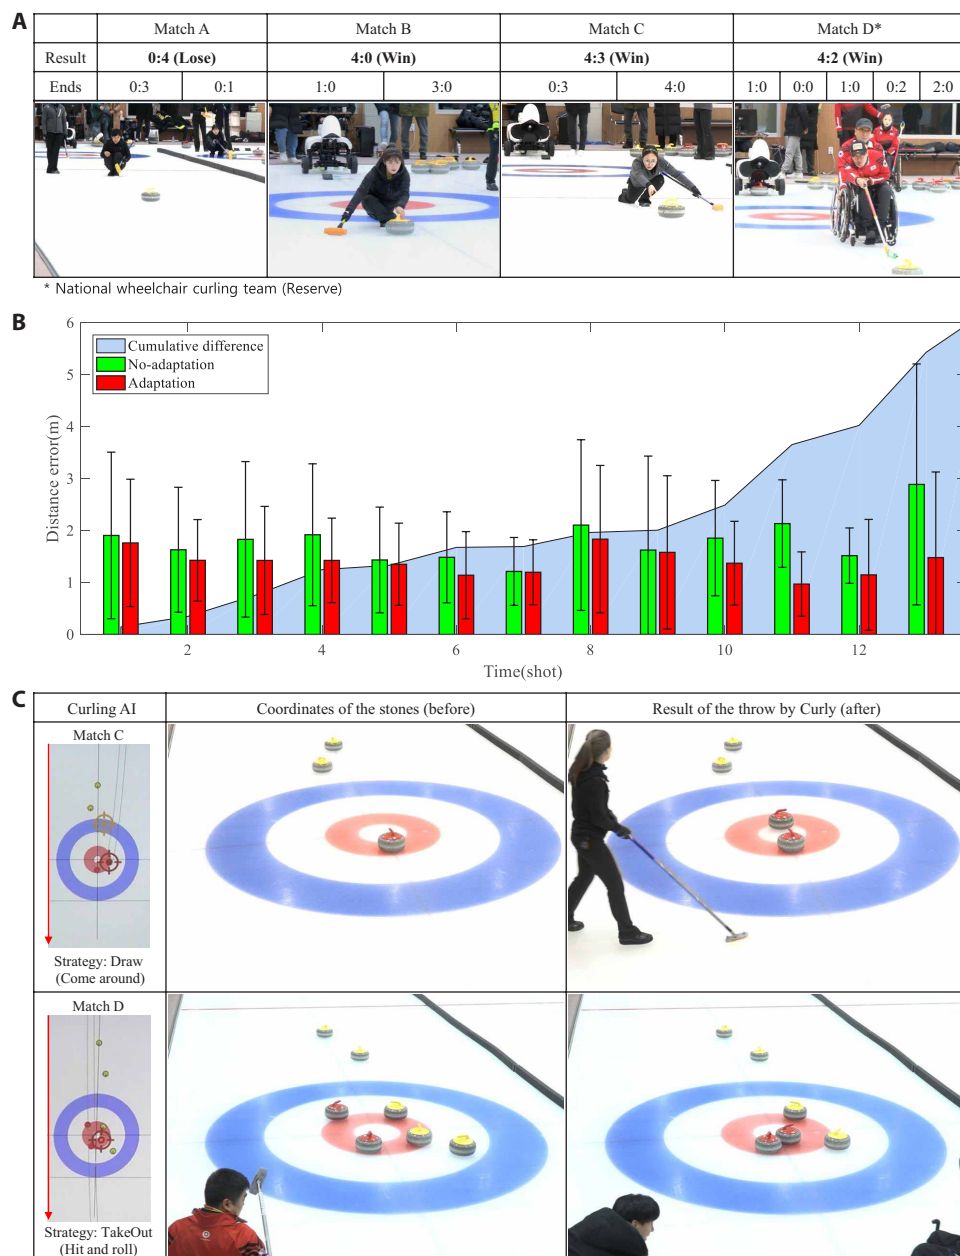 A
Match A Match B Match C Match D*
Result 0:4 (Lose) 4:0 (Win) 4:3 (Win) 4:2 (Win)
Ends 0:3 0:1 1:0 3:0 0:3 4:0 1:0 0:0 1:0 0:2 2:0
* National wheelchair curling team (Reserve)
B
6
5
4
3
2
1
0
Distance error(m)
Cumulative difference
No-adaptation
Adaptation
2 4 6 8 10 12
Time(shot)
C
Curling AI Coordinates of the stones (before) Result of the throw by Curly (after)
Match C
Strategy: Draw
(Come around)
Match D
Strategy: TakeOut
(Hit and roll)